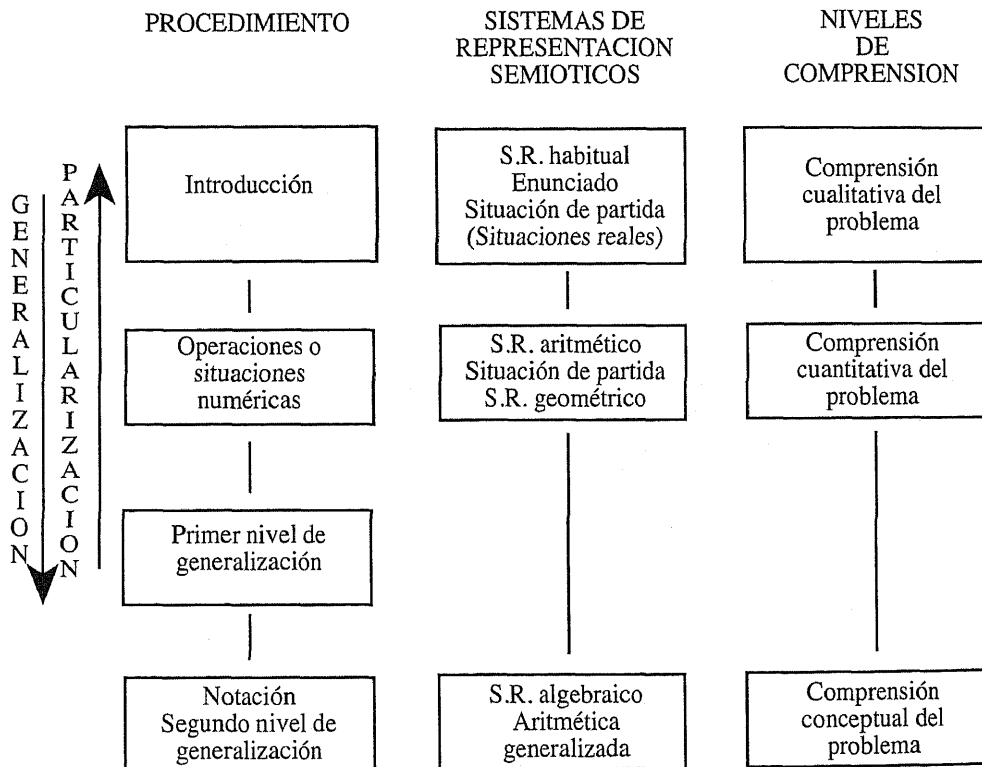 PROCEDIMIENTO
SISTEMAS DE
REPRESENTACION
SEMIOTICOS
NIVELES
DE
COMPRENSION
GENERALIZACION
PARTICULARIZACION
Introducción
S.R. habitual
Enunciado
Situación de partida
(Situaciones reales)
Comprensión
cualitativa del
problema
Operaciones o
situaciones
numéricas
S.R. aritmético
Situación de partida
S.R. geométrico
Comprensión
cuantitativa del
problema
Primer nivel de
generalización
Notación
Segundo nivel de
generalización
S.R. algebraico
Aritmética
generalizada
Comprensión
conceptual del
problema